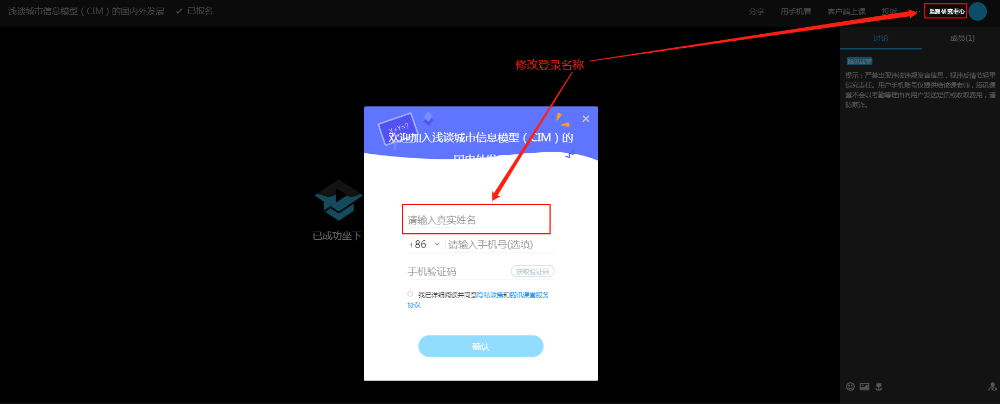 浅谈城市信息模型（CIM）的国内外发展
已报名
分享
用手机看
客户端上课
投诉
监测研究中心
讨论
成员(1)
腾讯课堂
提示：严禁出现违法违规发言信息，视违反情节轻重
追究责任。用户手机账号仅提供给该课老师，腾讯课
堂不会以考勤等理由向用户发送短信或收取费用，谨
防欺诈。
修改登录名称
X+Y=?
欢迎加入浅谈城市信息模型（CIM）的
国内外发展
已成功坐下
请输入真实姓名
+86
请输入手机号(选填)
手机验证码
获取验证码
我已详细阅读并同意隐私政策和腾讯课堂服务
协议
确认